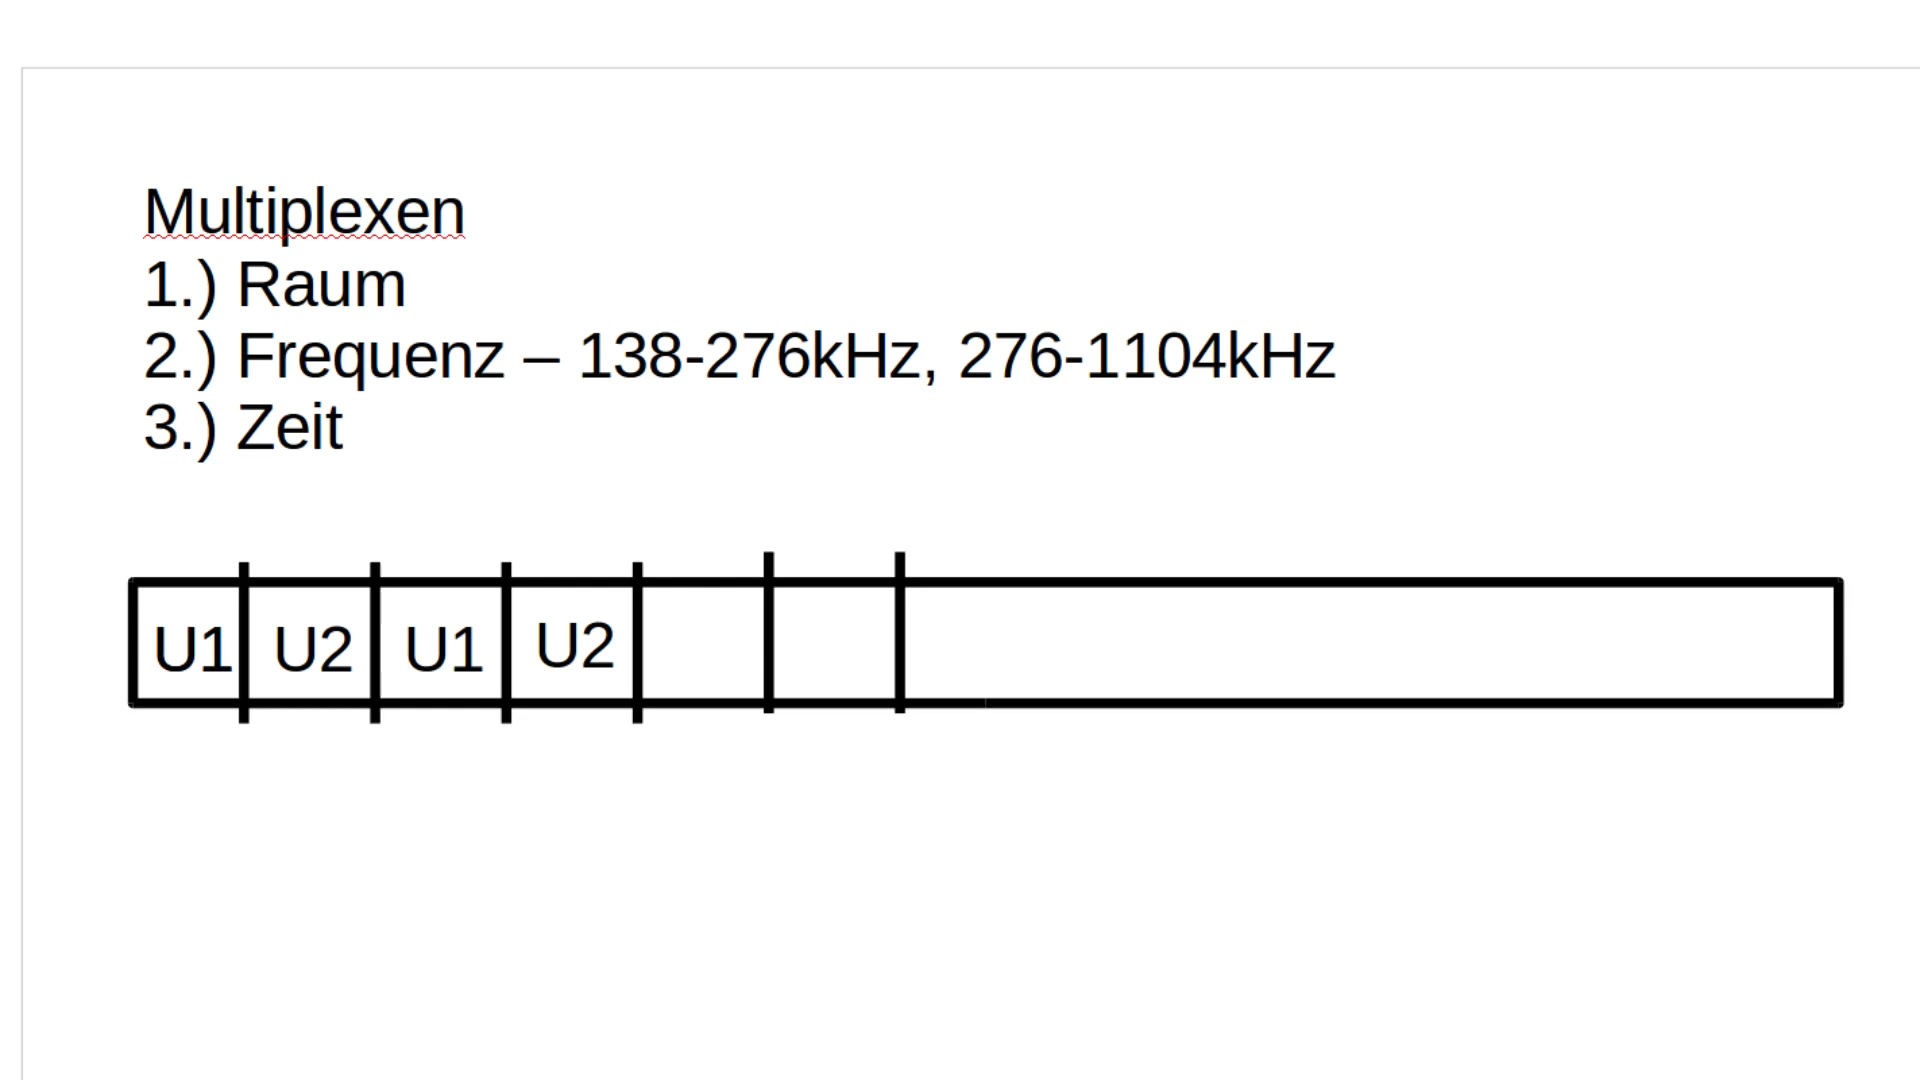 Multiplexen
1.) Raum
2.) Frequenz – 138-276kHz, 276-1104kHz
3.) Zeit
U1 U2 U1 U2